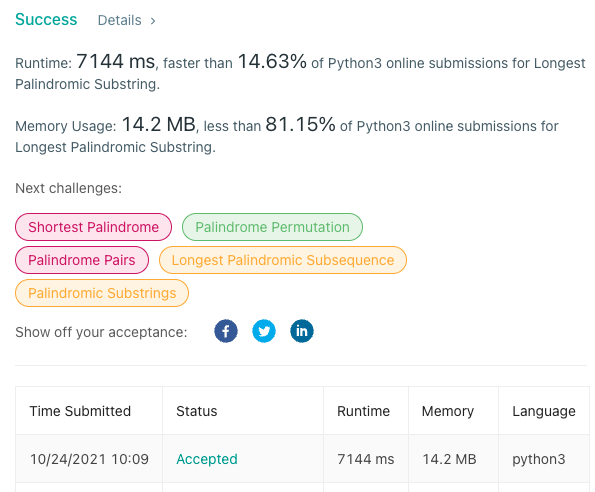 Success Details >
Runtime: 7144 ms, faster than 14.63% of Python3 online submissions for Longest
Palindromic Substring.
Memory Usage: 14.2 MB, less than 81.15% of Python3 online submissions for
Longest Palindromic Substring.
Next challenges:
Shortest Palindrome Palindrome Permutation
Palindrome Pairs Longest Palindromic Subsequence
Palindromic Substrings
Show off your acceptance: f in
Time Submitted Status Runtime Memory Language
10/24/2021 10:09 Accepted 7144 ms 14.2 MB python3